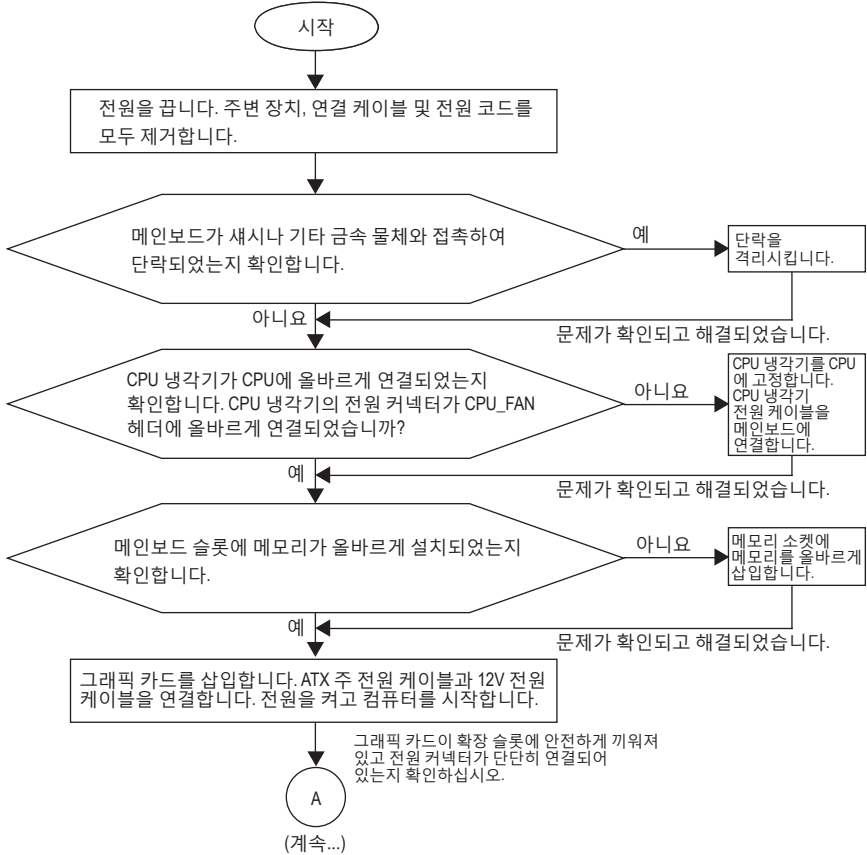 시작
전원을 끕니다. 주변 장치, 연결 케이블 및 전원 코드를
모두 제거합니다.
메인보드가 섀시나 기타 금속 물체와 접촉하여
단락되었는지 확인합니다.
예
단락을
격리시킵니다.
아니요
문제가 확인되고 해결되었습니다.
CPU 냉각기가 CPU에 올바르게 연결되었는지
확인합니다. CPU 냉각기의 전원 커넥터가 CPU_FAN
헤더에 올바르게 연결되었습니까?
아니요
CPU 냉각기를 CPU
에 고정합니다.
CPU 냉각기
전원 케이블을
메인보드에
연결합니다.
예
문제가 확인되고 해결되었습니다.
메인보드 슬롯에 메모리가 올바르게 설치되었는지
확인합니다.
아니요
메모리 소켓에
메모리를 올바르게
삽입합니다.
예
문제가 확인되고 해결되었습니다.
그래픽 카드를 삽입합니다. ATX 주 전원 케이블과 12V 전원
케이블을 연결합니다. 전원을 켜고 컴퓨터를 시작합니다.
그래픽 카드이 확장 슬롯에 안전하게 끼워져
있고 전원 커넥터가 단단히 연결되어
있는지 확인하십시오.
A
(계속...)